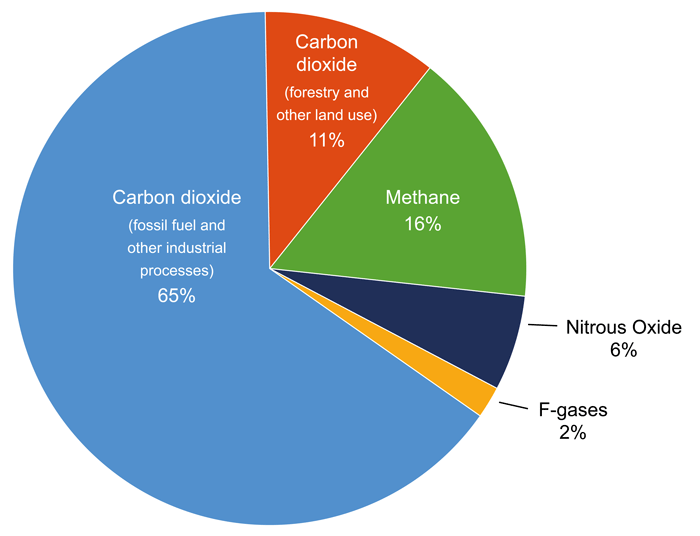 Carbon
dioxide
(forestry and
other land use)
11%
Methane
16%
Carbon dioxide
(fossil fuel and
other industrial
processes)
65%
Nitrous Oxide
6%
F-gases
2%